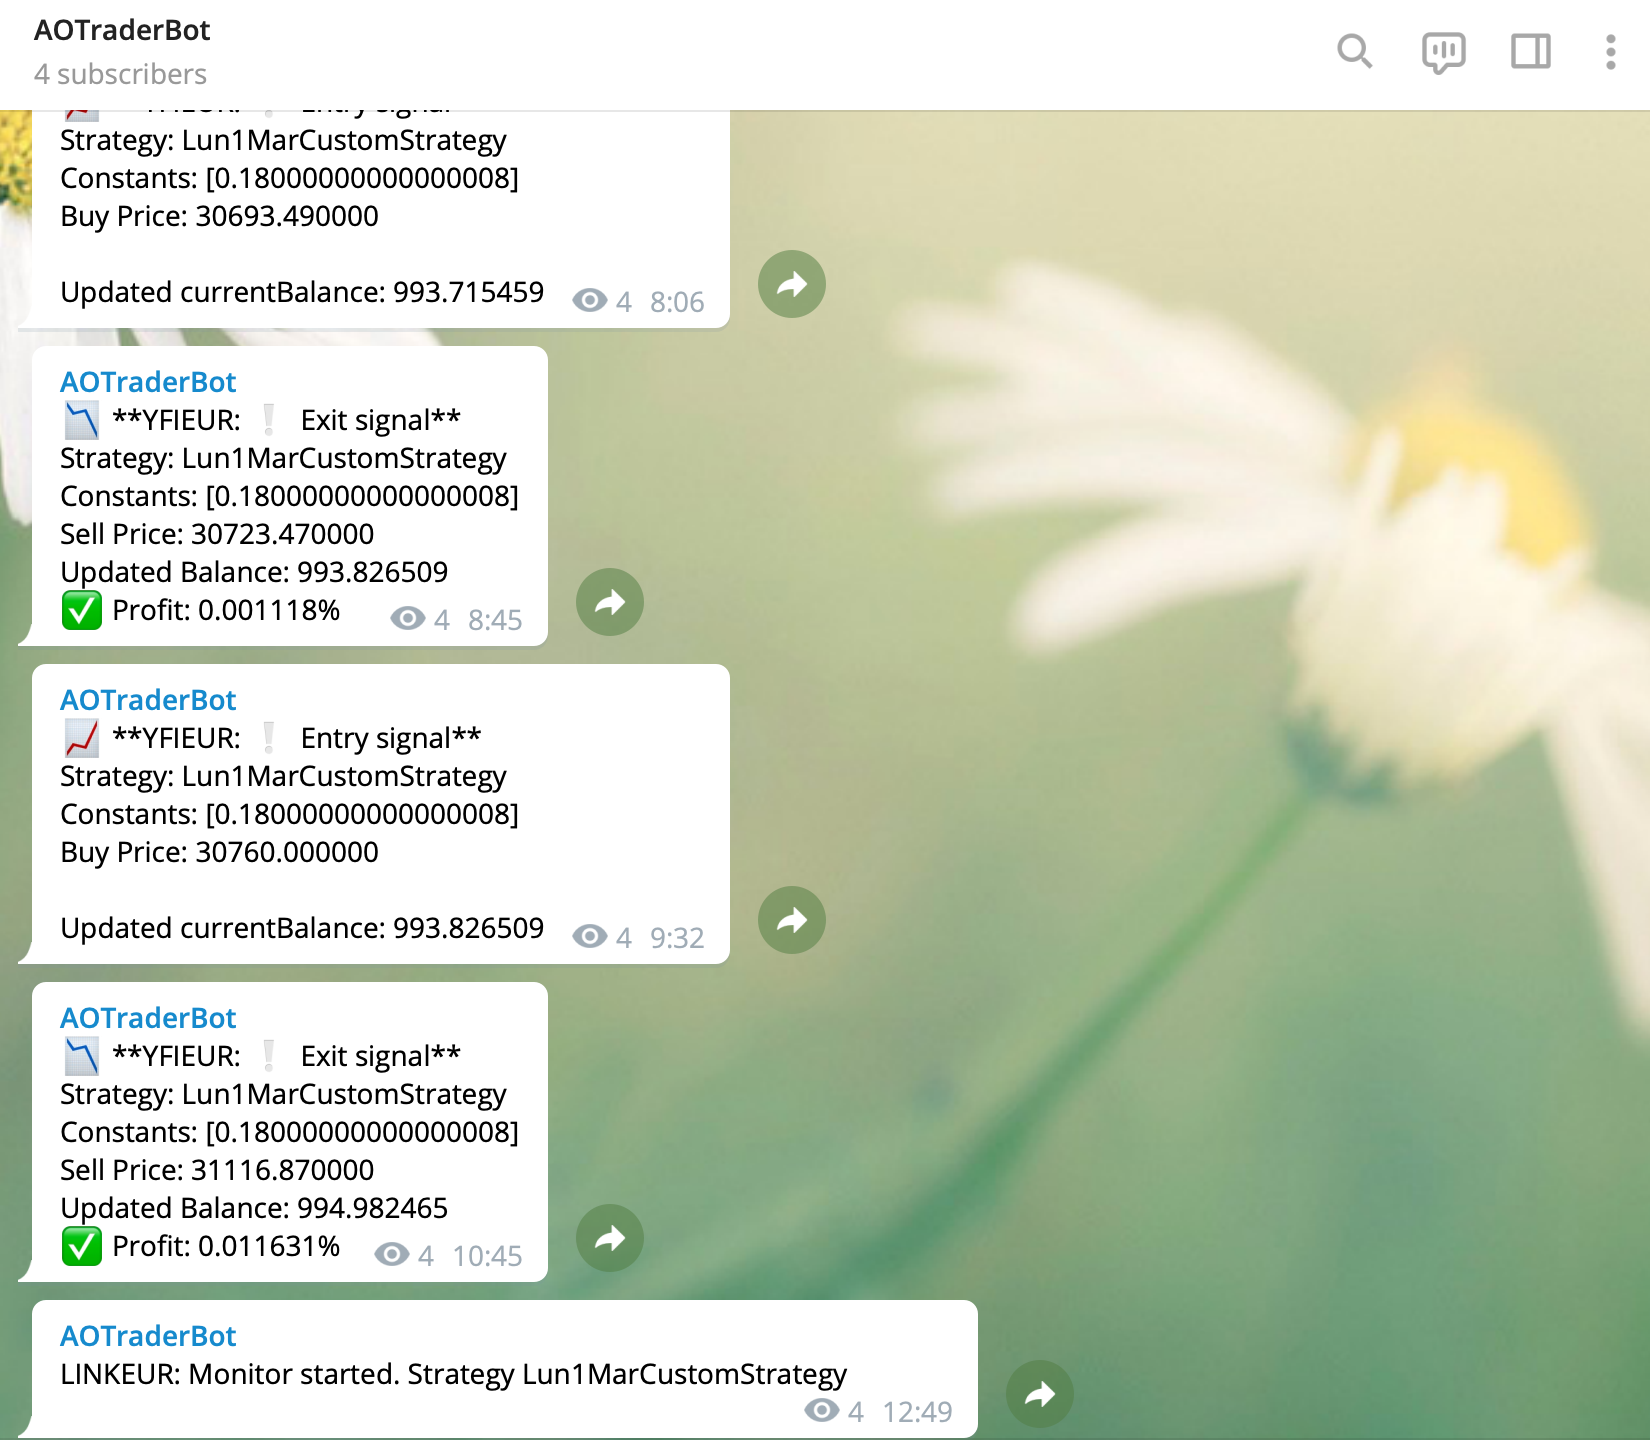 AOTraderBot
4 subscribers
YFIEUR: ❕ Entry signal
Strategy: Lun1MarCustomStrategy
Constants: [0.18000000000000008]
Buy Price: 30693.490000
Updated currentBalance: 993.715459 4 8:06
AOTraderBot
📉 **YFIEUR: ❕ Exit signal**
Strategy: Lun1MarCustomStrategy
Constants: [0.18000000000000008]
Sell Price: 30723.470000
Updated Balance: 993.826509
✅ Profit: 0.001118% 4 8:45
AOTraderBot
📈 **YFIEUR: ❕ Entry signal**
Strategy: Lun1MarCustomStrategy
Constants: [0.18000000000000008]
Buy Price: 30760.000000
Updated currentBalance: 993.826509 4 9:32
AOTraderBot
📉 **YFIEUR: ❕ Exit signal**
Strategy: Lun1MarCustomStrategy
Constants: [0.18000000000000008]
Sell Price: 31116.870000
Updated Balance: 994.982465
✅ Profit: 0.011631% 4 10:45
AOTraderBot
LINKEUR: Monitor started. Strategy Lun1MarCustomStrategy
4 12:49